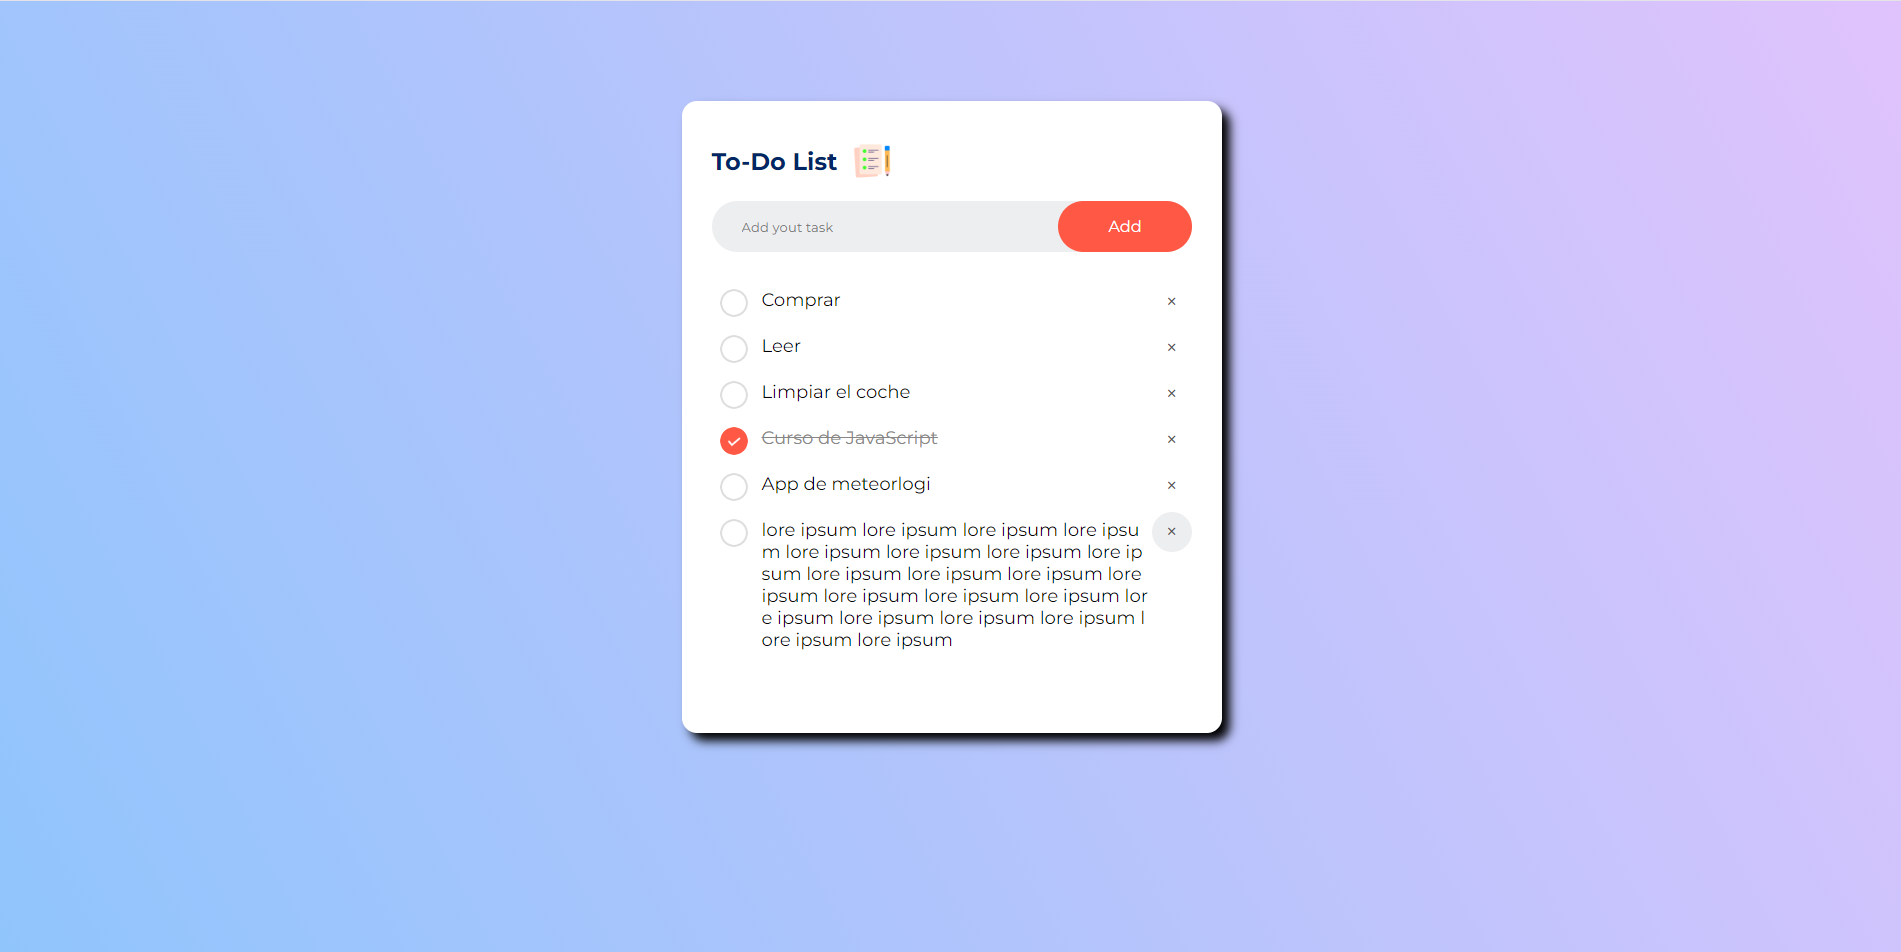 To-Do List
Add yout task
Add
Comprar
×
Leer
×
Limpiar el coche
×
Curso de JavaScript
×
App de meteorlogi
×
lore ipsum lore ipsum lore ipsum lore ipsu
×
m lore ipsum lore ipsum lore ipsum lore ip
sum lore ipsum lore ipsum lore ipsum lore
ipsum lore ipsum lore ipsum lore ipsum lor
e ipsum lore ipsum lore ipsum lore ipsum l
ore ipsum lore ipsum